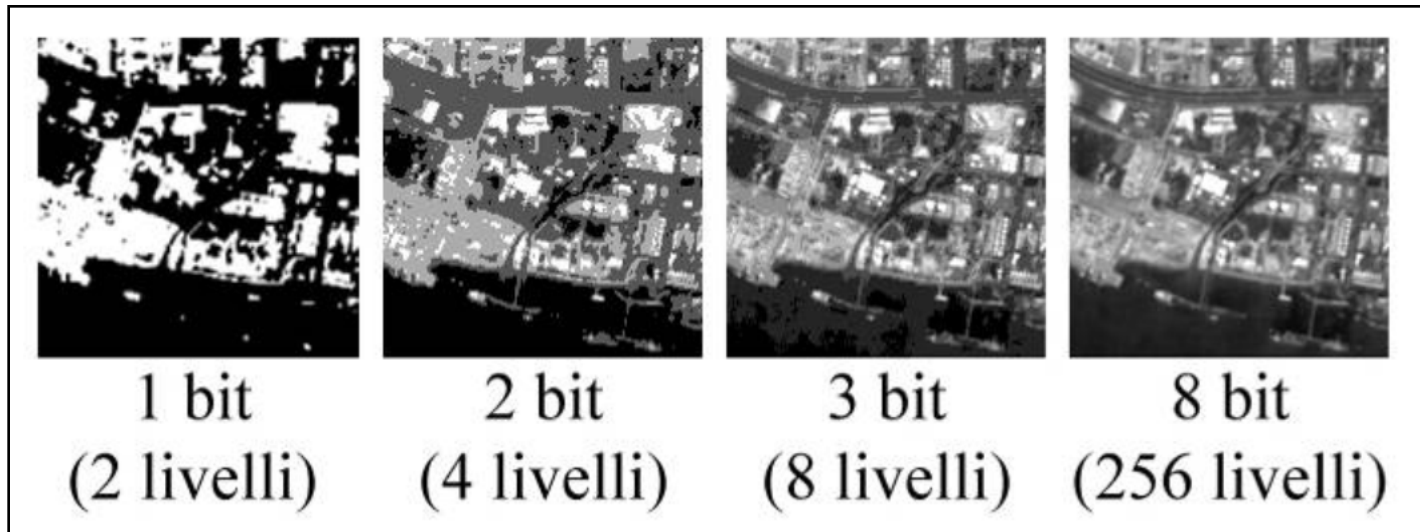 1 bit
(2 livelli)
2 bit
(4 livelli)
3 bit
(8 livelli)
8 bit
(256 livelli)